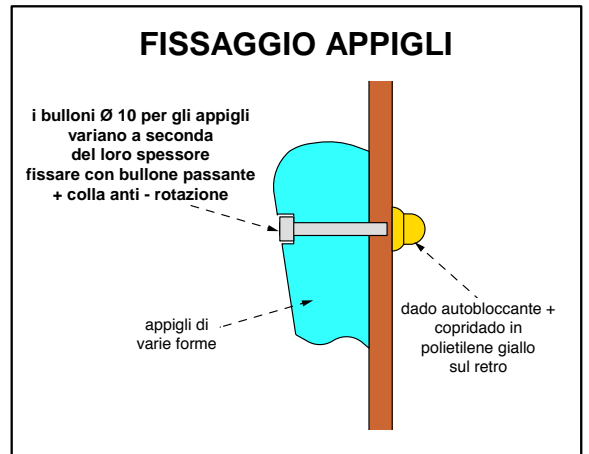 FISSAGGIO APPIGLI
i bulloni Ø 10 per gli appigli
variano a seconda
del loro spessore
fissare con bullone passante
+ colla anti - rotazione
appigli di
varie forme
dado autobloccante +
copridado in
polietilene giallo
sul retro